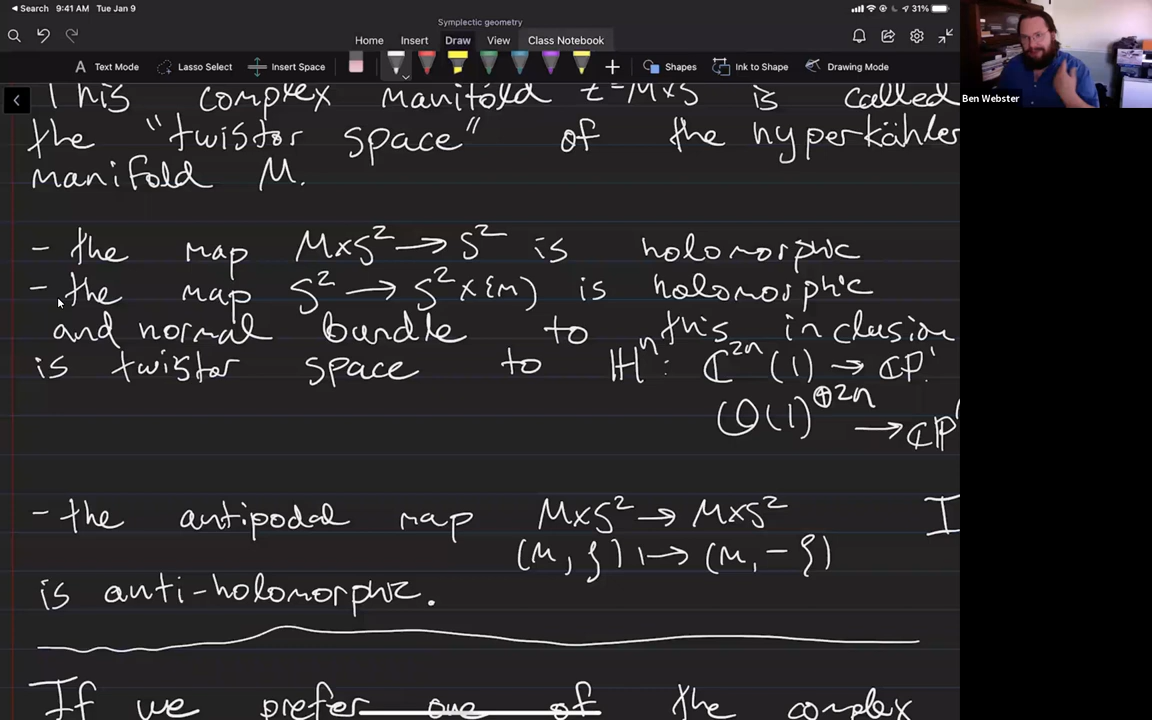 Search 9:41 AM Tue Jan 9
Symplectic geometry
31%
Home Insert Draw View Class Notebook
Text Mode Lasso Select Insert Space Shapes Ink to Shape Drawing Mode
Ben Webster
This complex manifold Z=M×S² is called
the "twistor space" of the hyperkähler
manifold M.
- the map M×S² → S² is holomorphic
- the map S² → S²×{m} is holomorphic
and normal bundle to this inclusion
is twistor space to ℍⁿ: ℂ²ⁿ(1) → ℂP¹
O(1)^{⊕2n} → ℂP¹
- the antipodal map M×S² → M×S² I
(m, ζ) ↦ (m, -ζ)
is anti-holomorphic.
If we prefer one of the complex